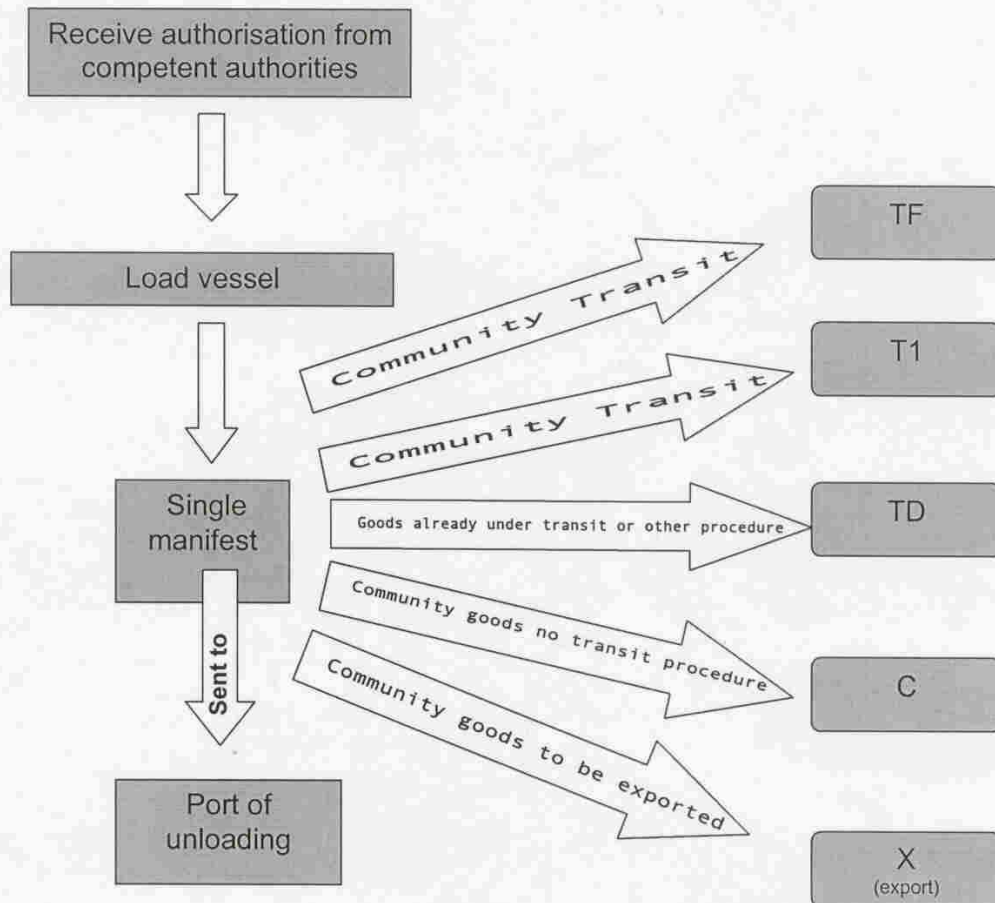 Receive authorisation from
competent authorities
Load vessel
Single
manifest
Sent to
Port of
unloading
Community Transit
TF
Community Transit
T1
Goods already under transit or other procedure
TD
Community goods no transit procedure
C
Community goods to be exported
X
(export)